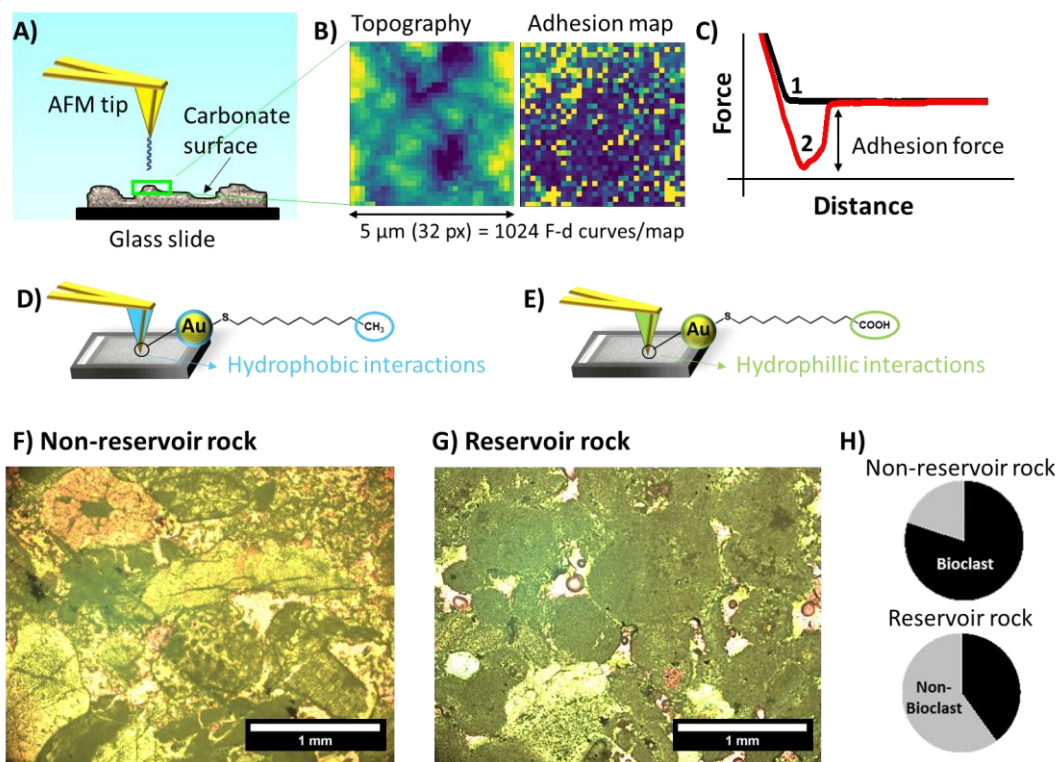 A)
AFM tip
Carbonate
surface
Glass slide
B)
Topography
Adhesion map
5 µm (32 px) = 1024 F-d curves/map
C)
Force
1
2
Adhesion force
Distance
D)
Au
S
CH3
Hydrophobic interactions
E)
Au
S
COOH
Hydrophillic interactions
F) Non-reservoir rock
1 mm
G) Reservoir rock
1 mm
H)
Non-reservoir rock
Bioclast
Reservoir rock
Non-
Bioclast